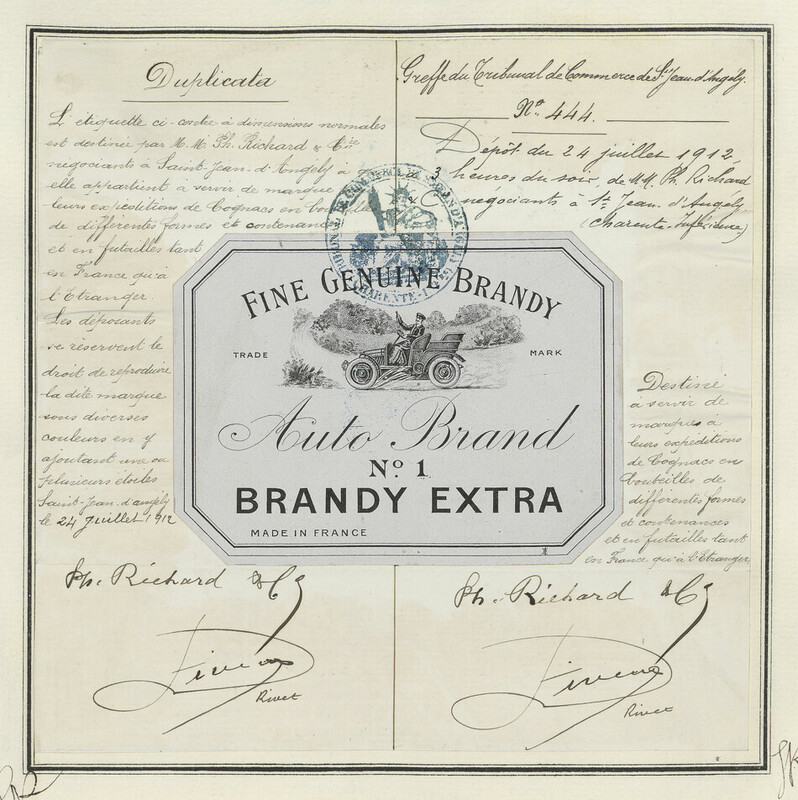 Duplicata
L'étiquette ci-contre à dimensions normales
est destinée par M.M. Ph. Richard & Cie
négociants à Saint-Jean-d'Angély à
elle appartient à servir de marque
leurs expéditions de Cognacs en
de différentes formes et contenances
et en futailles tant
en France qu'à
l'Etranger.
Les déposants
se réservent le
droit de reproduire
la dite marque
sous diverses
couleurs en y
ajoutant une ou
plusieurs étoiles
Saint-Jean-d'angély
le 24 Juillet 1912
Ph. Richard & Cie
Rivet
Greffe du Tribunal de Commerce de St Jean d'Angély.
No. 444.
Dépôt du 24 juillet 1912,
3 heures du soir, de MM. Ph. Richard
négociants à St Jean d'Angély
(Charente-Inférieure)
FINE GENUINE BRANDY
TRADE MARK
Auto Brand
No 1
BRANDY EXTRA
MADE IN FRANCE
Destiné
à servir de
marque à
leurs expéditions
de Cognacs en
bouteilles de
différentes formes
et contenances
et en futailles tant
en France qu'à l'Etranger
Ph. Richard & Cie
Rivet